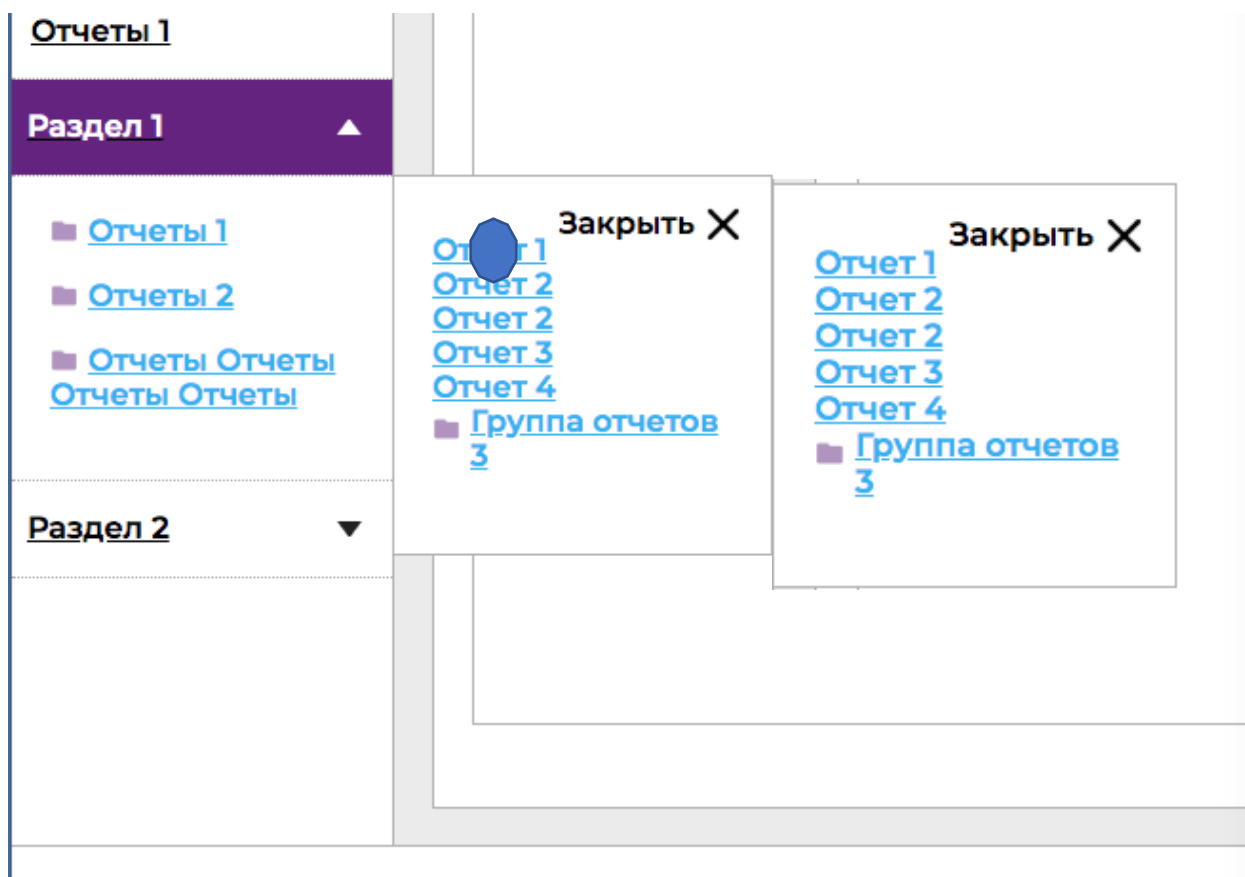 Отчеты 1
Раздел 1
Отчеты 1
Отчеты 2
Отчеты Отчеты
Отчеты Отчеты
Раздел 2
Закрыть
Отчет 2
Отчет 2
Отчет 3
Отчет 4
Группа отчетов
3
Закрыть
Отчет 1
Отчет 2
Отчет 2
Отчет 3
Отчет 4
Группа отчетов
3